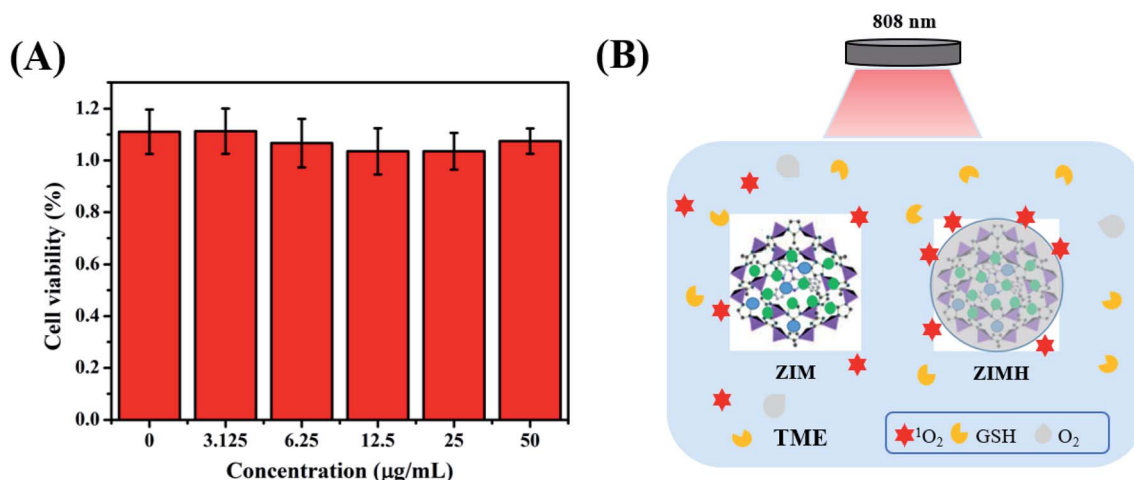 (A)
Cell viability (%)
1.2
1.0
0.8
0.6
0.4
0.2
0.0
0 3.125 6.25 12.5 25 50
Concentration (μg/mL)
(B)
808 nm
ZIM ZIMH
TME
¹O₂ GSH O₂